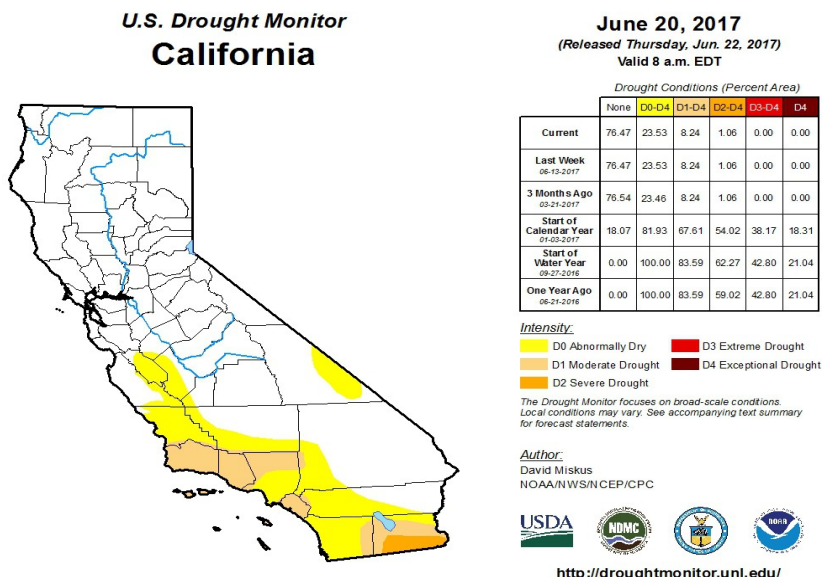 U.S. Drought Monitor
California
June 20, 2017
(Released Thursday, Jun. 22, 2017)
Valid 8 a.m. EDT
Drought Conditions (Percent Area)
None D0-D4 D1-D4 D2-D4 D3-D4 D4
Current 76.47 23.53 8.24 1.06 0.00 0.00
Last Week
06-13-2017 76.47 23.53 8.24 1.06 0.00 0.00
3 Months Ago
03-21-2017 76.54 23.46 8.24 1.06 0.00 0.00
Start of
Calendar Year
01-03-2017 18.07 81.93 67.61 54.02 38.17 18.31
Start of
Water Year
09-27-2016 0.00 100.00 83.59 62.27 42.80 21.04
One Year Ago
06-21-2016 0.00 100.00 83.59 59.02 42.80 21.04
Intensity:
D0 Abnormally Dry
D1 Moderate Drought
D2 Severe Drought
D3 Extreme Drought
D4 Exceptional Drought
The Drought Monitor focuses on broad-scale conditions.
Local conditions may vary. See accompanying text summary
for forecast statements.
Author:
David Miskus
NOAA/NWS/NCEP/CPC
USDA
NDMC
NOAA
http://droughtmonitor.unl.edu/